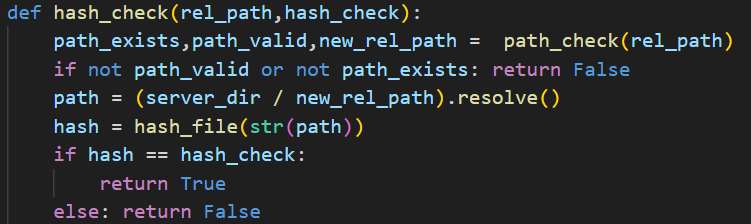 def hash_check(rel_path,hash_check):
    path_exists,path_valid,new_rel_path =  path_check(rel_path)
    if not path_valid or not path_exists: return False
    path = (server_dir / new_rel_path).resolve()
    hash = hash_file(str(path))
    if hash == hash_check:
        return True
    else: return False